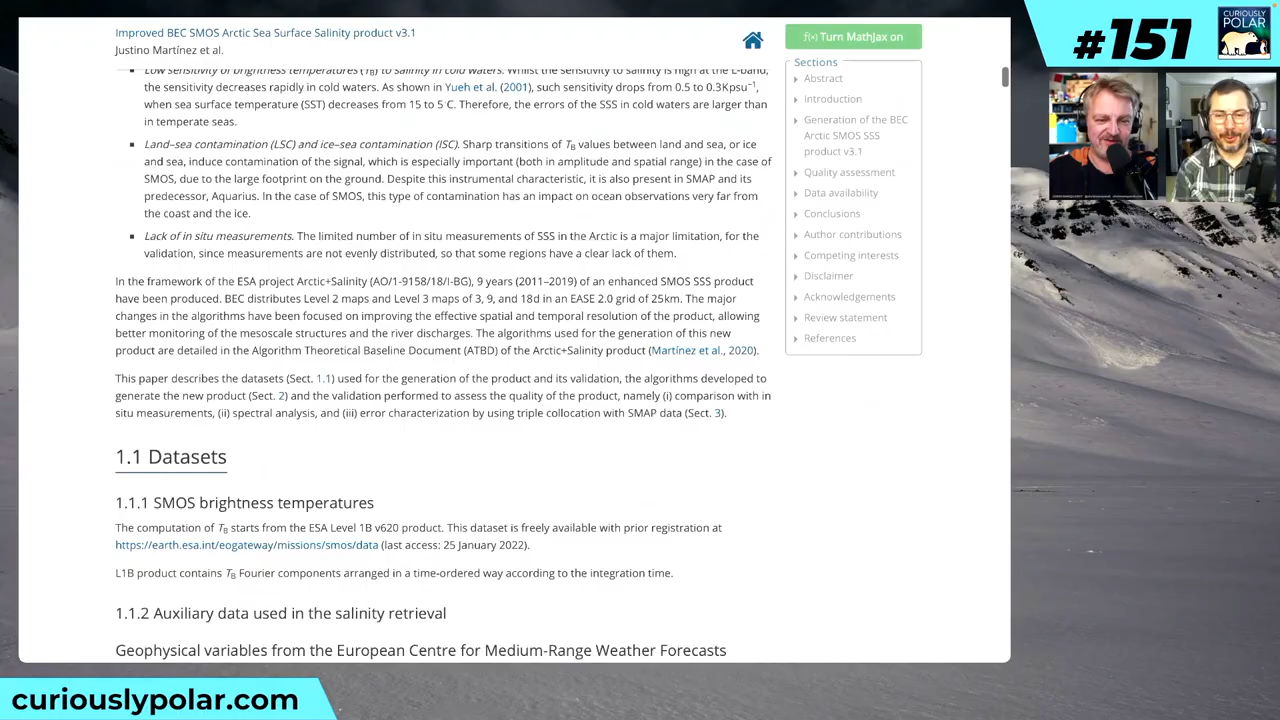 Improved BEC SMOS Arctic Sea Surface Salinity product v3.1
Justino Martínez et al.
Low sensitivity of brightness temperatures (TB) to salinity in cold waters. Whilst the sensitivity to salinity is high at the L-band,
the sensitivity decreases rapidly in cold waters. As shown in Yueh et al. (2001), such sensitivity drops from 0.5 to 0.3Kpsu−1,
when sea surface temperature (SST) decreases from 15 to 5 °C. Therefore, the errors of the SSS in cold waters are larger than
in temperate seas.
Land–sea contamination (LSC) and ice–sea contamination (ISC). Sharp transitions of TB values between land and sea, or ice
and sea, induce contamination of the signal, which is especially important (both in amplitude and spatial range) in the case of
SMOS, due to the large footprint on the ground. Despite this instrumental characteristic, it is also present in SMAP and its
predecessor, Aquarius. In the case of SMOS, this type of contamination has an impact on ocean observations very far from
the coast and the ice.
Lack of in situ measurements. The limited number of in situ measurements of SSS in the Arctic is a major limitation, for the
validation, since measurements are not evenly distributed, so that some regions have a clear lack of them.
In the framework of the ESA project Arctic+Salinity (AO/1-9158/18/I-BG), 9 years (2011–2019) of an enhanced SMOS SSS product
have been produced. BEC distributes Level 2 maps and Level 3 maps of 3, 9, and 18d in an EASE 2.0 grid of 25km. The major
changes in the algorithms have been focused on improving the effective spatial and temporal resolution of the product, allowing
better monitoring of the mesoscale structures and the river discharges. The algorithms used for the generation of this new
product are detailed in the Algorithm Theoretical Baseline Document (ATBD) of the Arctic+Salinity product (Martínez et al., 2020).
This paper describes the datasets (Sect. 1.1) used for the generation of the product and its validation, the algorithms developed to
generate the new product (Sect. 2) and the validation performed to assess the quality of the product, namely (i) comparison with in
situ measurements, (ii) spectral analysis, and (iii) error characterization by using triple collocation with SMAP data (Sect. 3).
1.1 Datasets
1.1.1 SMOS brightness temperatures
The computation of TB starts from the ESA Level 1B v620 product. This dataset is freely available with prior registration at
https://earth.esa.int/eogateway/missions/smos/data (last access: 25 January 2022).
L1B product contains TB Fourier components arranged in a time-ordered way according to the integration time.
1.1.2 Auxiliary data used in the salinity retrieval
Geophysical variables from the European Centre for Medium-Range Weather Forecasts
f(x) Turn MathJax on
Sections
Abstract
Introduction
Generation of the BEC
Arctic SMOS SSS
product v3.1
Quality assessment
Data availability
Conclusions
Author contributions
Competing interests
Disclaimer
Acknowledgements
Review statement
References
#151
CURIOUSLY
POLAR
curiouslypolar.com